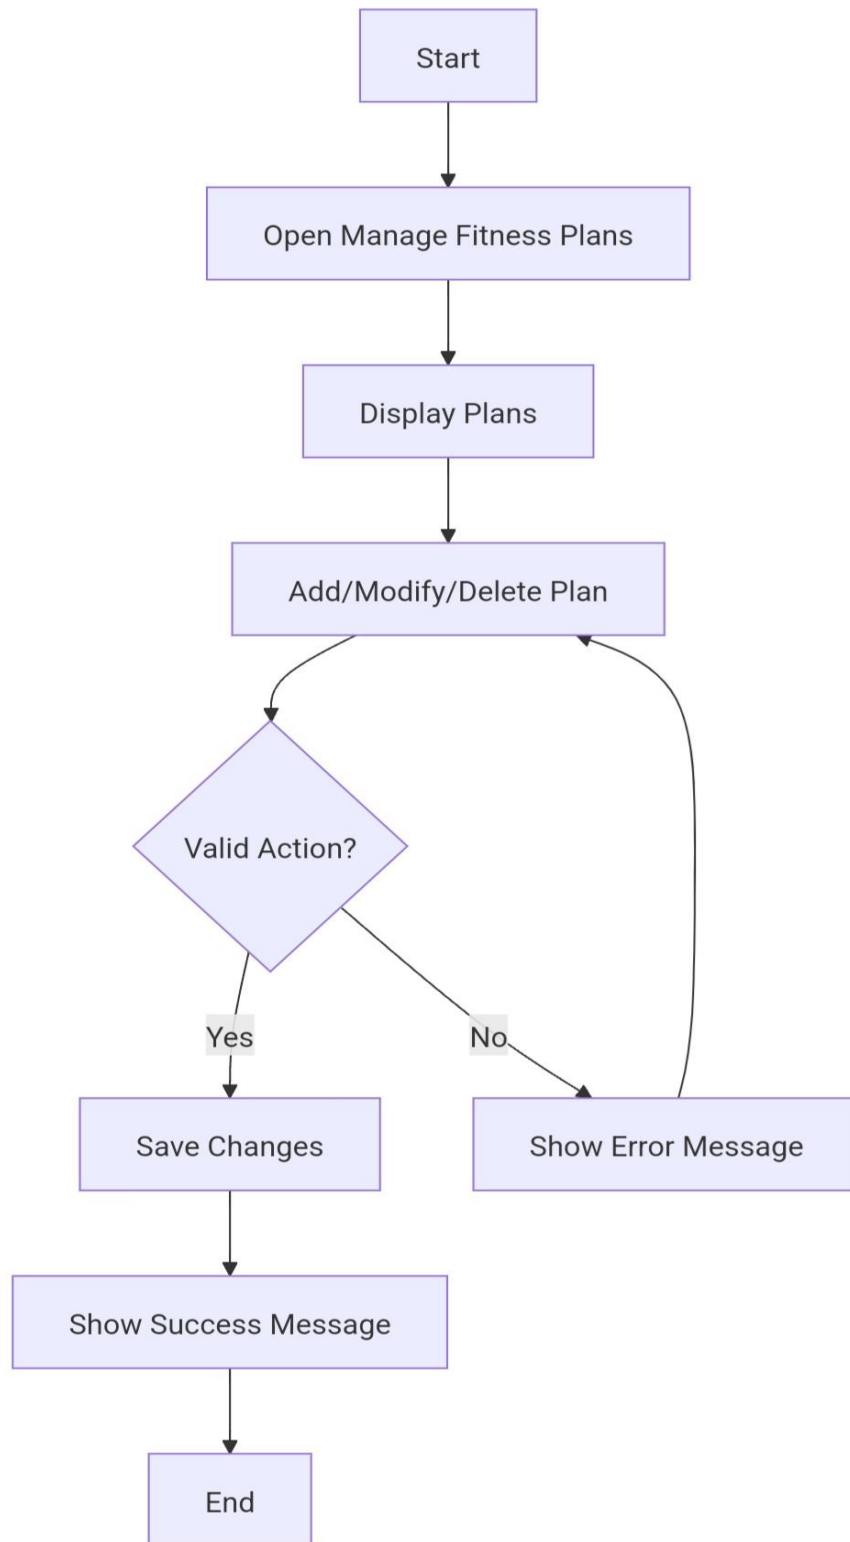 Start
Open Manage Fitness Plans
Display Plans
Add/Modify/Delete Plan
Valid Action?
Yes
No
Save Changes
Show Error Message
Show Success Message
End